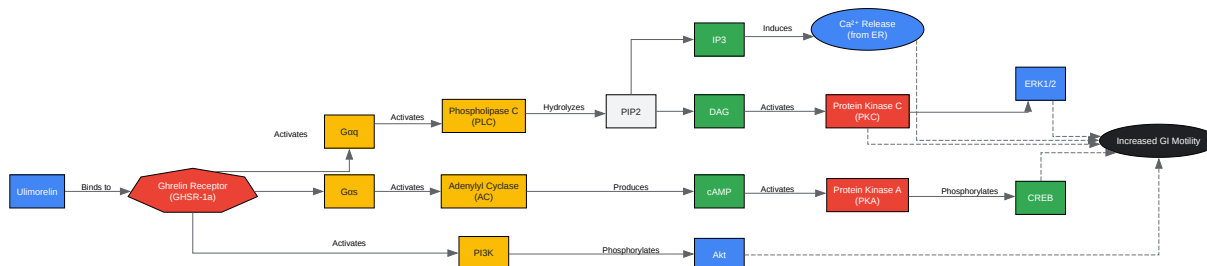 Ca²⁺ Release
(from ER)
IP3
Induces
ERK1/2
Phospholipase C
(PLC)
Hydrolyzes
PIP2
DAG
Activates
Protein Kinase C
(PKC)
Activates
Gαq
Activates
Increased GI Motility
Ulimorelin
Binds to
Ghrelin Receptor
(GHSR-1a)
Gαs
Activates
Adenylyl Cyclase
(AC)
Produces
cAMP
Activates
Protein Kinase A
(PKA)
Phosphorylates
CREB
Activates
PI3K
Phosphorylates
Akt